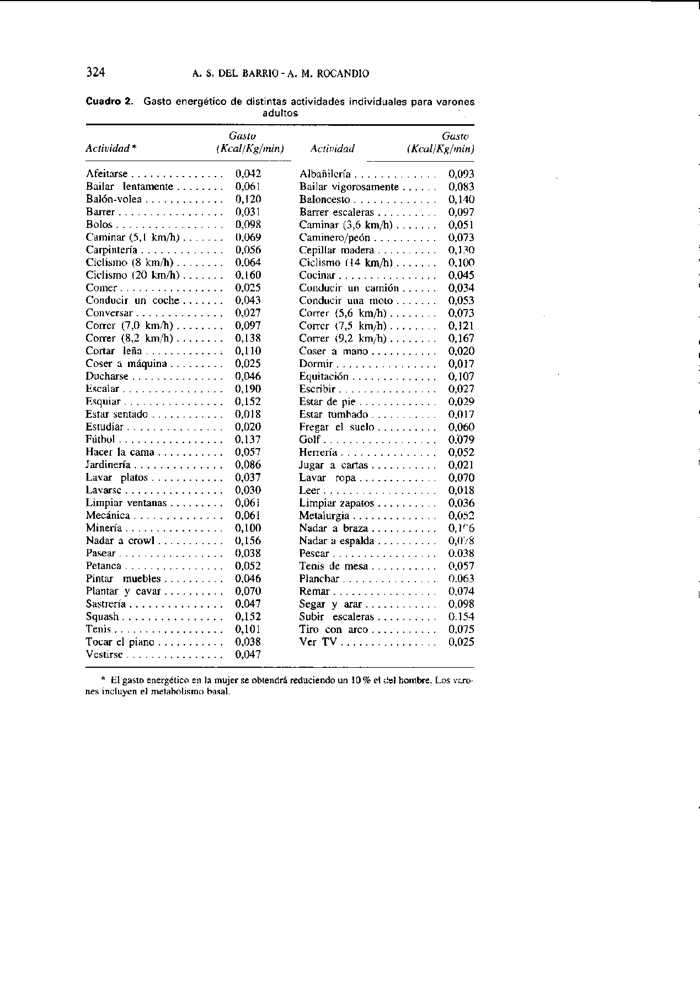 324 A. S. DEL BARRIO - A. M. ROCANDIO
Cuadro 2. Gasto energético de distintas actividades individuales para varones
adultos
Gasto Gasto
Actividad * (Kcal/Kg/min) Actividad (Kcal/Kg/min)
Afeitarse . . . . . . . . . . . . . . . 0,042 Albañilería . . . . . . . . . . . . . 0,093
Bailar lentamente . . . . . . . . 0,061 Bailar vigorosamente . . . . . . 0,083
Balón-volea . . . . . . . . . . . . . 0,120 Baloncesto . . . . . . . . . . . . . 0,140
Barrer . . . . . . . . . . . . . . . . . 0,031 Barrer escaleras . . . . . . . . . . 0,097
Bolos . . . . . . . . . . . . . . . . . 0,098 Caminar (3,6 km/h) . . . . . . . 0,051
Caminar (5,1 km/h) . . . . . . . 0,069 Caminero/peón . . . . . . . . . . 0,073
Carpintería . . . . . . . . . . . . . 0,056 Cepillar madera . . . . . . . . . . 0,130
Ciclismo (8 km/h) . . . . . . . . 0,064 Ciclismo (14 km/h) . . . . . . . 0,100
Ciclismo (20 km/h) . . . . . . . 0,160 Cocinar . . . . . . . . . . . . . . . . 0,045
Comer . . . . . . . . . . . . . . . . . 0,025 Conducir un camión . . . . . . 0,034
Conducir un coche . . . . . . . 0,043 Conducir una moto . . . . . . . 0,053
Conversar . . . . . . . . . . . . . . 0,027 Correr (5,6 km/h) . . . . . . . . 0,073
Correr (7,0 km/h) . . . . . . . . 0,097 Correr (7,5 km/h) . . . . . . . . 0,121
Correr (8,2 km/h) . . . . . . . . 0,138 Correr (9,2 km/h) . . . . . . . . 0,167
Cortar leña . . . . . . . . . . . . . 0,110 Coser a mano . . . . . . . . . . . 0,020
Coser a máquina . . . . . . . . . 0,025 Dormir . . . . . . . . . . . . . . . . 0,017
Ducharse . . . . . . . . . . . . . . . 0,046 Equitación . . . . . . . . . . . . . . 0,107
Escalar . . . . . . . . . . . . . . . . 0,190 Escribir . . . . . . . . . . . . . . . . 0,027
Esquiar . . . . . . . . . . . . . . . . 0,152 Estar de pie . . . . . . . . . . . . . 0,029
Estar sentado . . . . . . . . . . . . 0,018 Estar tumbado . . . . . . . . . . . 0,017
Estudiar . . . . . . . . . . . . . . . 0,020 Fregar el suelo . . . . . . . . . . 0,060
Fútbol . . . . . . . . . . . . . . . . . 0,137 Golf . . . . . . . . . . . . . . . . . . 0,079
Hacer la cama . . . . . . . . . . . 0,057 Herrería . . . . . . . . . . . . . . . 0,052
Jardinería . . . . . . . . . . . . . . 0,086 Jugar a cartas . . . . . . . . . . . 0,021
Lavar platos . . . . . . . . . . . . 0,037 Lavar ropa . . . . . . . . . . . . . 0,070
Lavarse . . . . . . . . . . . . . . . . 0,030 Leer . . . . . . . . . . . . . . . . . . 0,018
Limpiar ventanas . . . . . . . . . 0,061 Limpiar zapatos . . . . . . . . . . 0,036
Mecánica . . . . . . . . . . . . . . 0,061 Metalurgia . . . . . . . . . . . . . . 0,052
Minería . . . . . . . . . . . . . . . . 0,100 Nadar a braza . . . . . . . . . . .
Nadar a crowl . . . . . . . . . . . 0,156 Nadar a espalda . . . . . . . . . .
Pasear . . . . . . . . . . . . . . . . . 0,038 Pescar . . . . . . . . . . . . . . . . . 0.038
Petanca . . . . . . . . . . . . . . . . 0,052 Tenis de mesa . . . . . . . . . . . 0,057
Pintar muebles . . . . . . . . . . 0,046 Planchar . . . . . . . . . . . . . . . 0.063
Plantar y cavar . . . . . . . . . . 0,070 Remar . . . . . . . . . . . . . . . . . 0,074
Sastrería . . . . . . . . . . . . . . . 0,047 Segar y arar . . . . . . . . . . . . 0,098
Squash . . . . . . . . . . . . . . . . 0,152 Subir escaleras . . . . . . . . . . 0.154
Tenis . . . . . . . . . . . . . . . . . . 0,101 Tiro con arco . . . . . . . . . . . 0,075
Tocar el piano . . . . . . . . . . . 0,038 Ver TV . . . . . . . . . . . . . . . . 0,025
Vestirse . . . . . . . . . . . . . . . . 0,047
* El gasto energético en la mujer se obtendrá reduciendo un 10 % el del hombre. Los varo-
nes incluyen el metabolismo basal.